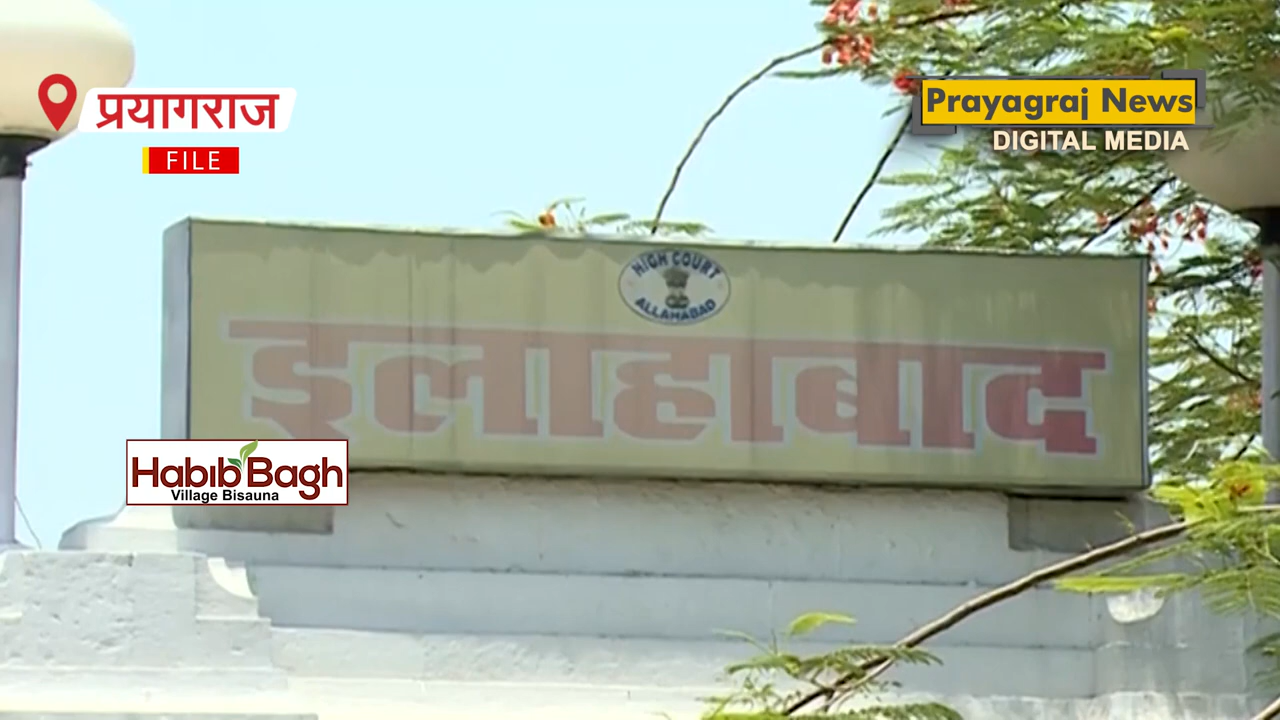 प्रयागराज
FILE
Prayagraj News
DIGITAL MEDIA
HIGH COURT
ALLAHABAD
इलाहाबाद
Habib Bagh
Village Bisauna